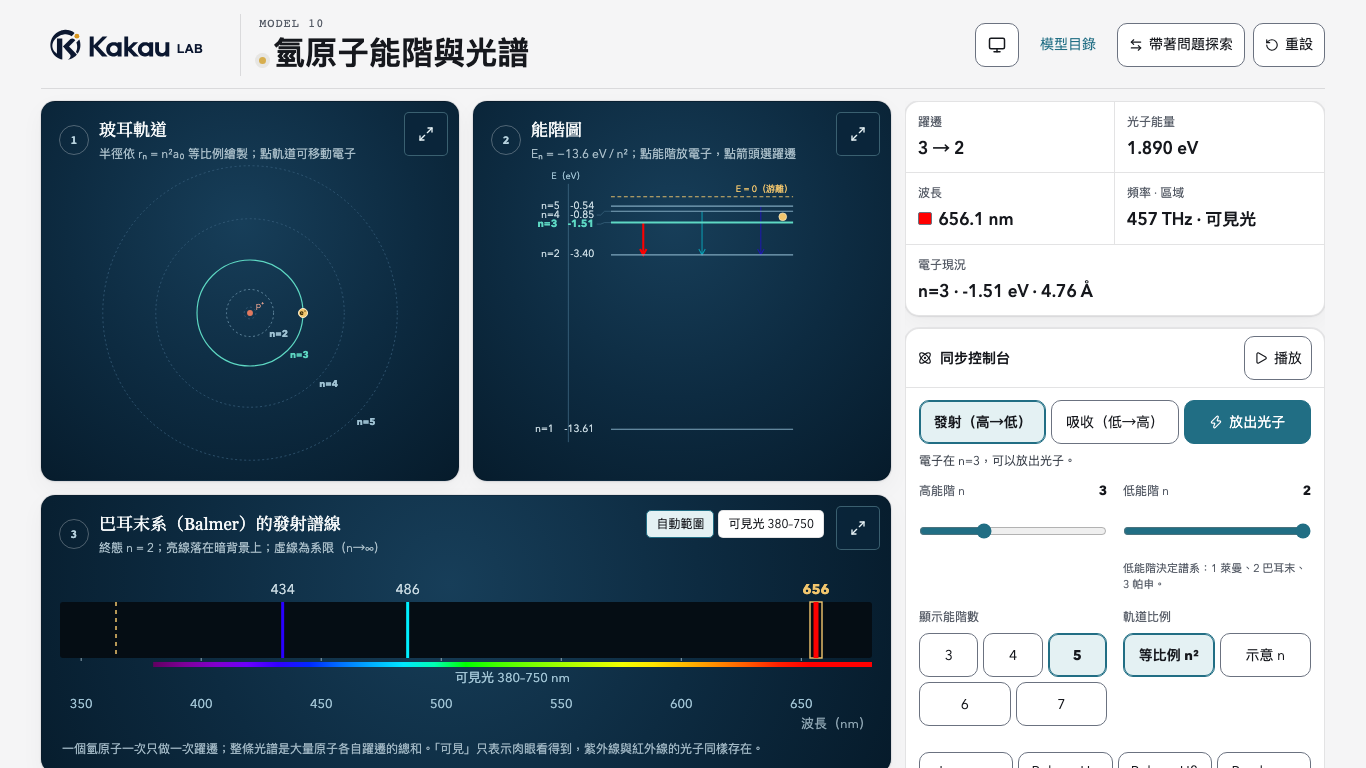 Kakau LAB
MODEL 10
氫原子能階與光譜
模型目錄
帶著問題探索
重設
1
玻耳軌道
半徑依 rₙ = n²a₀ 等比例繪製；點軌道可移動電子
P⁺
n=2
n=3
n=4
n=5
2
能階圖
Eₙ = −13.6 eV / n²；點能階放電子，點箭頭選躍遷
E (eV)
E = 0（游離）
n=5 -0.54
n=4 -0.85
n=3 -1.51
n=2 -3.40
n=1 -13.61
3
巴耳末系（Balmer）的發射譜線
終態 n = 2；亮線落在暗背景上；虛線為系限（n→∞）
自動範圍
可見光 380-750
434 486 656
可見光 380-750 nm
350 400 450 500 550 600 650
波長（nm）
一個氫原子一次只做一次躍遷；整條光譜是大量原子各自躍遷的總和。「可見」只表示肉眼看得到，紫外線與紅外線的光子同樣存在。
躍遷
3 → 2
光子能量
1.890 eV
波長
656.1 nm
頻率 · 區域
457 THz · 可見光
電子現況
n=3 · -1.51 eV · 4.76 Å
同步控制台
播放
發射（高→低）
吸收（低→高）
放出光子
電子在 n=3，可以放出光子。
高能階 n 3
低能階 n 2
低能階決定譜系：1 萊曼、2 巴耳末、
3 帕申。
顯示能階數
3 4 5
6 7
軌道比例
等比例 n²
示意 n